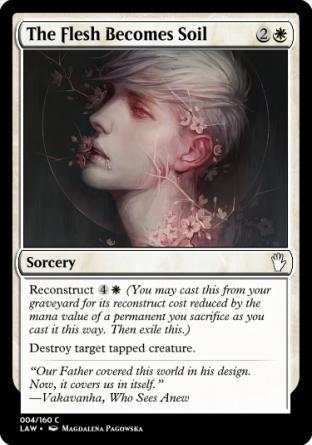 The Flesh Becomes Soil 2
Sorcery
Reconstruct 4 (You may cast this from your
graveyard for its reconstruct cost reduced by the
mana value of a permanent you sacrifice as you
cast it this way. Then exile this.)
Destroy target tapped creature.
“Our Father covered this world in his design.
Now, it covers us in itself.”
—Vakavanha, Who Sees Anew
004/160 C
LAW • Magdalena Pagowska